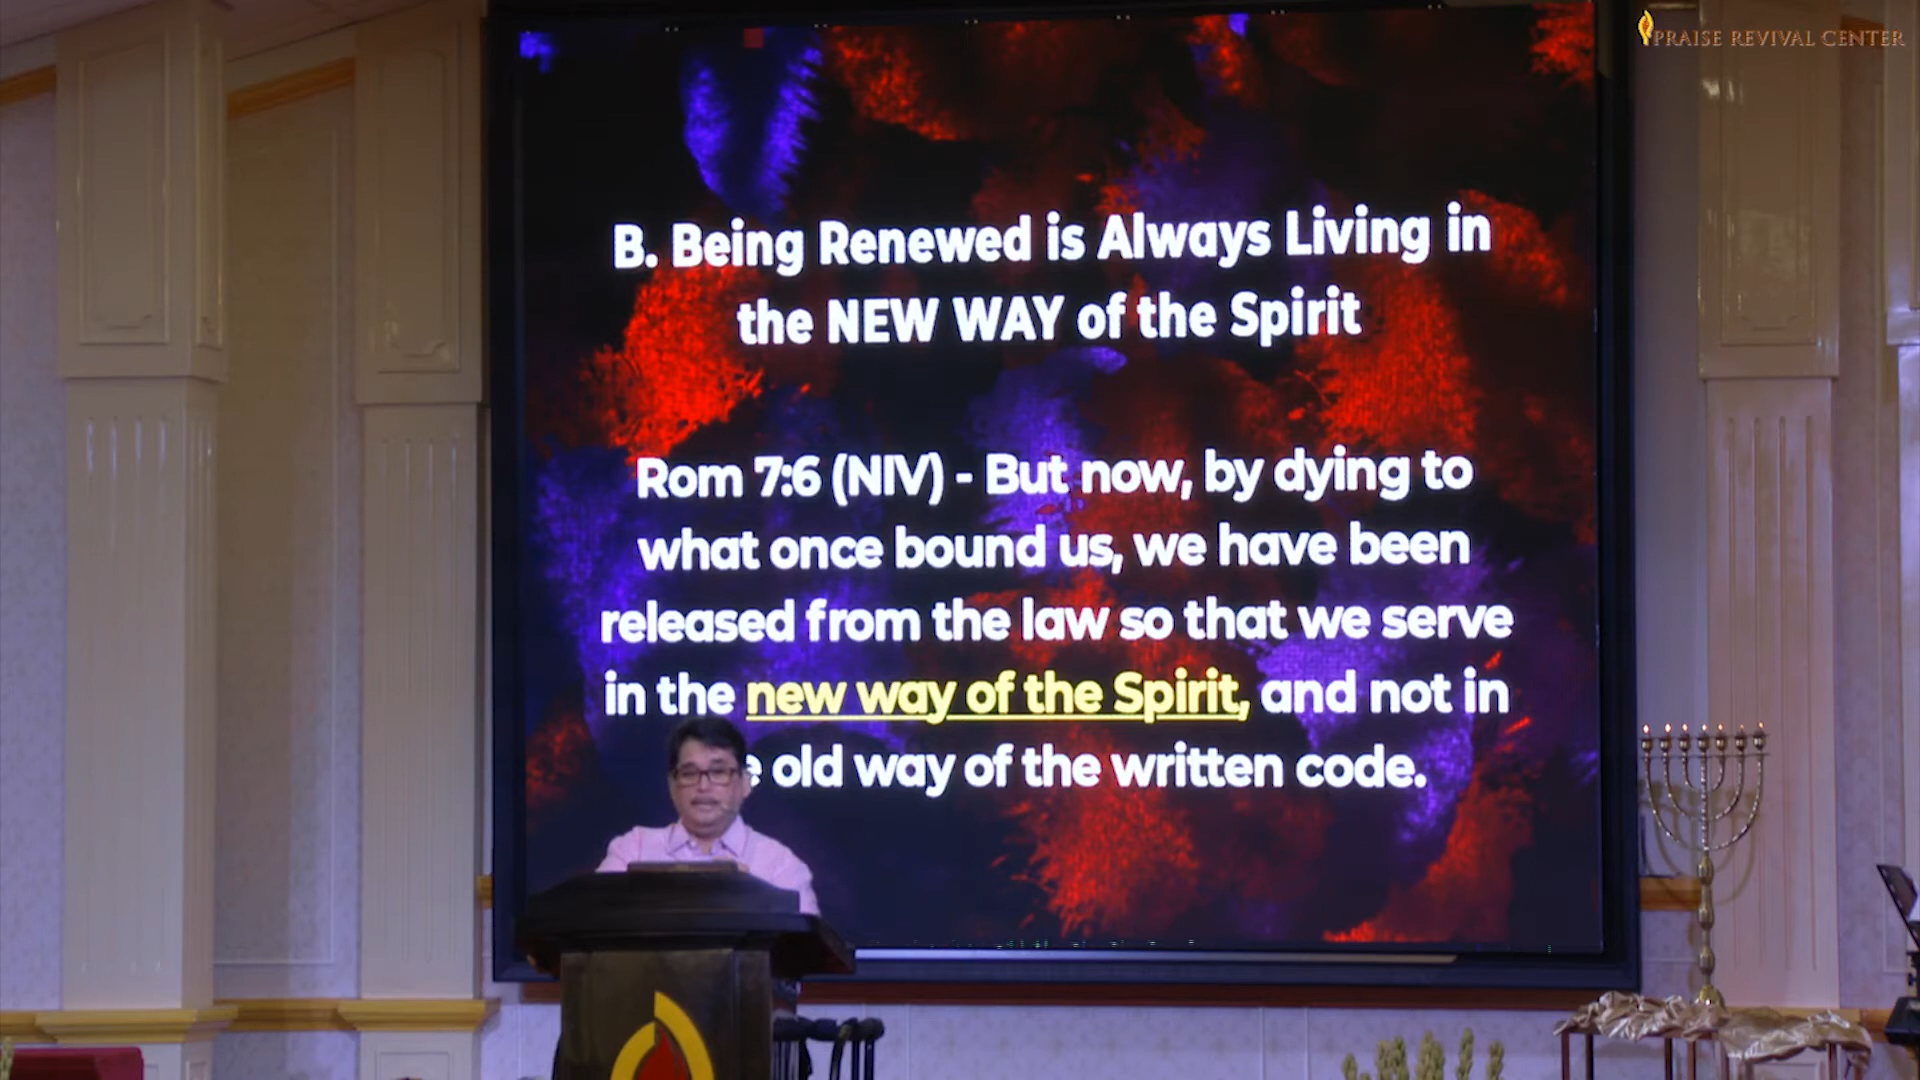 PRAISE REVIVAL CENTER
B. Being Renewed is Always Living in
the NEW WAY of the Spirit
Rom 7:6 (NIV) - But now, by dying to
what once bound us, we have been
released from the law so that we serve
in the new way of the Spirit, and not in
old way of the written code.